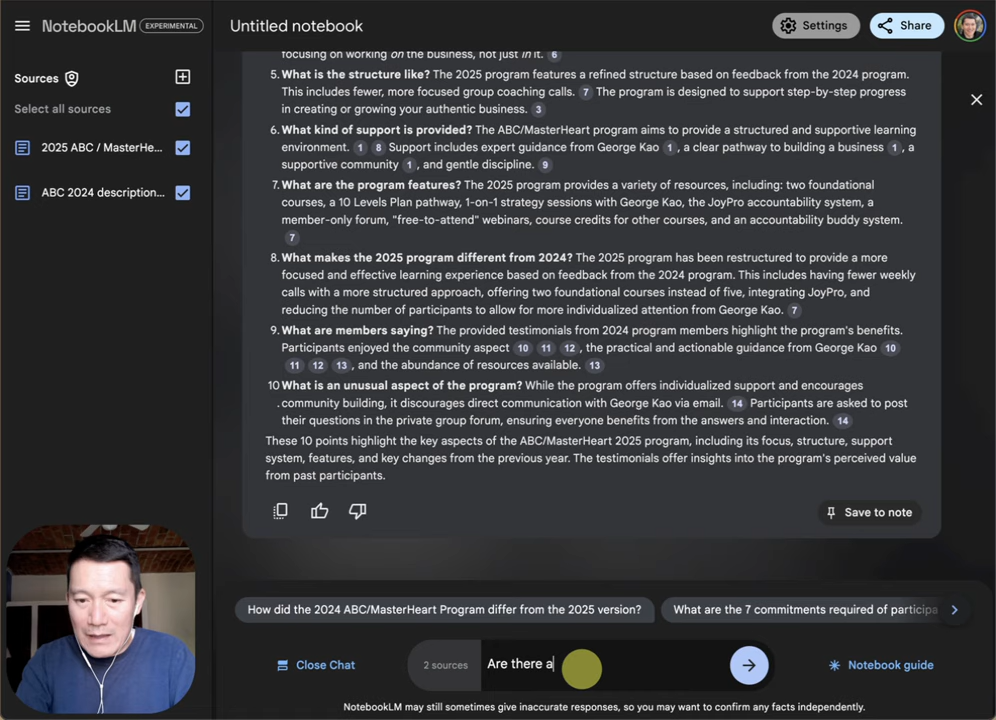 NotebookLM EXPERIMENTAL
Untitled notebook
Settings
Share
Sources
Select all sources
2025 ABC / MasterHe...
ABC 2024 description...
focusing on working on the business, not just in it. 6
5. What is the structure like? The 2025 program features a refined structure based on feedback from the 2024 program.
This includes fewer, more focused group coaching calls. 7 The program is designed to support step-by-step progress
in creating or growing your authentic business. 3
6. What kind of support is provided? The ABC/MasterHeart program aims to provide a structured and supportive learning
environment. 1 8 Support includes expert guidance from George Kao 1 , a clear pathway to building a business 1 , a
supportive community 1 , and gentle discipline. 9
7. What are the program features? The 2025 program provides a variety of resources, including: two foundational
courses, a 10 Levels Plan pathway, 1-on-1 strategy sessions with George Kao, the JoyPro accountability system, a
member-only forum, "free-to-attend" webinars, course credits for other courses, and an accountability buddy system.
7
8. What makes the 2025 program different from 2024? The 2025 program has been restructured to provide a more
focused and effective learning experience based on feedback from the 2024 program. This includes having fewer weekly
calls with a more structured approach, offering two foundational courses instead of five, integrating JoyPro, and
reducing the number of participants to allow for more individualized attention from George Kao. 7
9. What are members saying? The provided testimonials from 2024 program members highlight the program's benefits.
Participants enjoyed the community aspect 10 11 12 , the practical and actionable guidance from George Kao 10
11 12 13 , and the abundance of resources available. 13
10 What is an unusual aspect of the program? While the program offers individualized support and encourages
. community building, it discourages direct communication with George Kao via email. 14 Participants are asked to post
their questions in the private group forum, ensuring everyone benefits from the answers and interaction. 14
These 10 points highlight the key aspects of the ABC/MasterHeart 2025 program, including its focus, structure, support
system, features, and key changes from the previous year. The testimonials offer insights into the program's perceived value
from past participants.
Save to note
How did the 2024 ABC/MasterHeart Program differ from the 2025 version?
What are the 7 commitments required of participa
Close Chat
2 sources
Are there a
Notebook guide
NotebookLM may still sometimes give inaccurate responses, so you may want to confirm any facts independently.